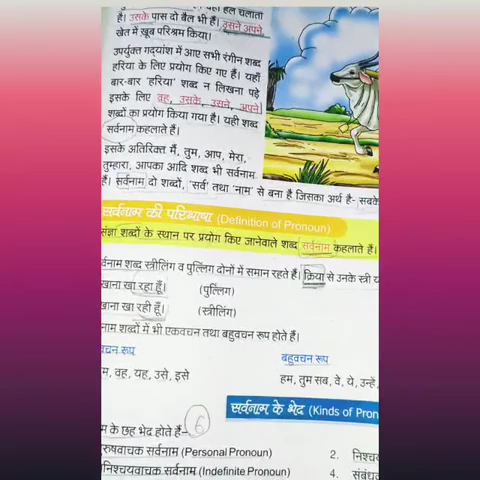 हल चलाता
है। उसके पास दो बैल भी हैं। उसने अपने
खेत में खूब परिश्रम किया।
उपर्युक्त गद्यांश में आए सभी रंगीन शब्द
हरिया के लिए प्रयोग किए गए हैं। यहाँ
बार-बार 'हरिया' शब्द न लिखना पड़े
इसके लिए वह, उसके, उसने, अपने
शब्दों का प्रयोग किया गया है। यही शब्द
सर्वनाम कहलाते हैं।
इसके अतिरिक्त मैं, तुम, आप, मेरा,
तुम्हारा, आपका आदि शब्द भी सर्वनाम
हैं। सर्वनाम दो शब्दों, 'सर्व' तथा 'नाम' से बना है जिसका अर्थ है- सबके
सर्वनाम की परिभाषा (Definition of Pronoun)
संज्ञा शब्दों के स्थान पर प्रयोग किए जानेवाले शब्द सर्वनाम कहलाते हैं।
र्वनाम शब्द स्त्रीलिंग व पुल्लिंग दोनों में समान रहते हैं। क्रिया से उनके स्त्री य
खाना खा रहा हूँ। (पुल्लिंग)
खाना खा रही हूँ। (स्त्रीलिंग)
नाम शब्दों में भी एकवचन तथा बहुवचन रूप होते हैं।
वचन रूप बहुवचन रूप
म, वह, यह, उसे, इसे हम, तुम सब, वे, ये, उन्हें,
सर्वनाम के भेद (Kinds of Pron
म के छह भेद होते हैं- 6
रुषवाचक सर्वनाम (Personal Pronoun) 2. निश्चय
निश्चयवाचक सर्वनाम (Indefinite Pronoun) 4. संबंध